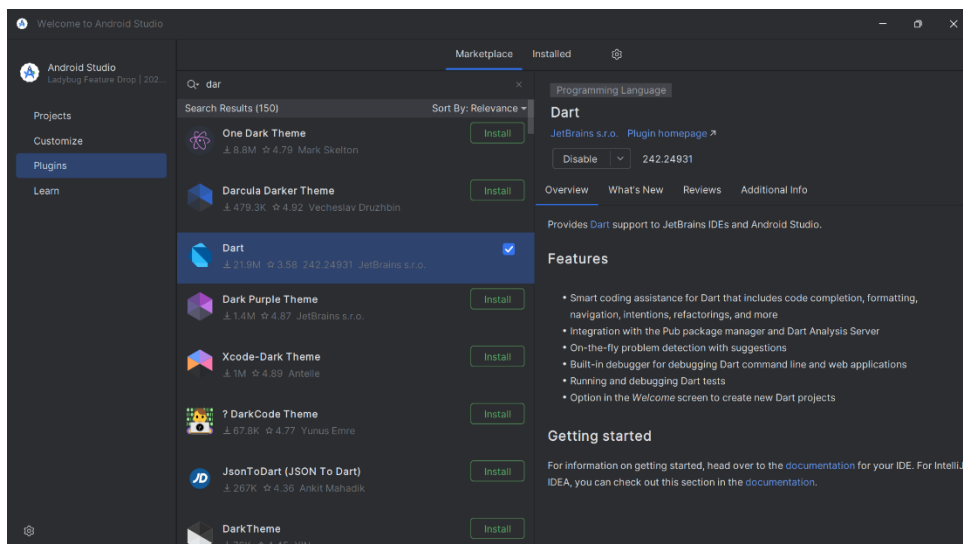 Welcome to Android Studio
Android Studio
Ladybug Feature Drop | 202...
Projects
Customize
Plugins
Learn
Marketplace
Installed
dar
Search Results (150)
Sort By: Relevance
One Dark Theme
Install
8.8M 4.79 Mark Skelton
Darcula Darker Theme
Install
479.3K 4.92 Vecheslav Druzhbin
Dart
21.9M 3.58 242.24931 JetBrains s.r.o.
Dark Purple Theme
Install
1.4M 4.87 JetBrains s.r.o.
Xcode-Dark Theme
Install
1M 4.89 Antelle
? DarkCode Theme
Install
67.8K 4.77 Yunus Emre
JD
JsonToDart (JSON To Dart)
Install
267K 4.36 Ankit Mahadik
DarkTheme
Install
Programming Language
Dart
JetBrains s.r.o. Plugin homepage
Disable 242.24931
Overview What's New Reviews Additional Info
Provides Dart support to JetBrains IDEs and Android Studio.
Features
• Smart coding assistance for Dart that includes code completion, formatting,
navigation, intentions, refactorings, and more
• Integration with the Pub package manager and Dart Analysis Server
• On-the-fly problem detection with suggestions
• Built-in debugger for debugging Dart command line and web applications
• Running and debugging Dart tests
• Option in the Welcome screen to create new Dart projects
Getting started
For information on getting started, head over to the documentation for your IDE. For IntelliJ
IDEA, you can check out this section in the documentation.